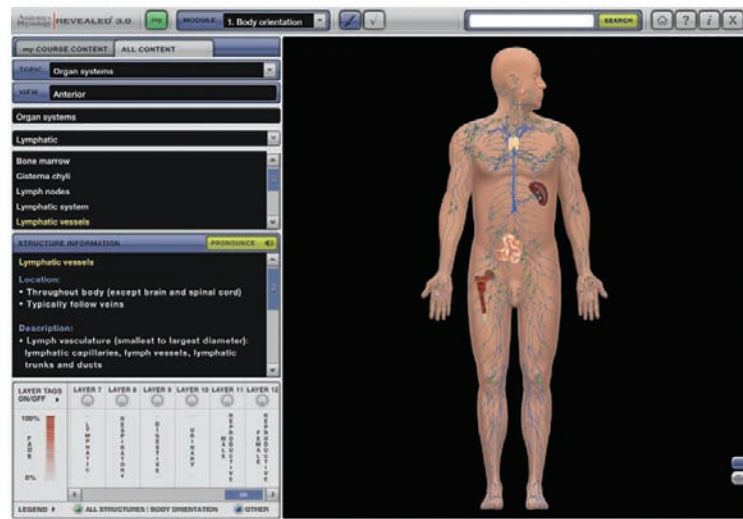 ANATOMY & PHYSIOLOGY REVEALED® 3.0
my
MODULE
1. Body orientation
SEARCH
? i X
my COURSE CONTENT
ALL CONTENT
TOPIC
Organ systems
VIEW
Anterior
Organ systems
Lymphatic
Bone marrow
Cisterna chyli
Lymph nodes
Lymphatic system
Lymphatic vessels
STRUCTURE INFORMATION
PRONOUNCE
Lymphatic vessels
Location:
• Throughout body (except brain and spinal cord)
• Typically follow veins
Description:
• Lymph vasculature (smallest to largest diameter):
lymphatic capillaries, lymph vessels, lymphatic
trunks and ducts
LAYER TAGS
ON/OFF
LAYER 7
LAYER 8
LAYER 9
LAYER 10
LAYER 11
LAYER 12
100%
FADE
0%
LYMPHATIC
RESPIRATORY
DIGESTIVE
URINARY
MALE
REPRODUCTIVE
FEMALE
REPRODUCTIVE
LEGEND
ALL STRUCTURES | BODY ORIENTATION
OTHER